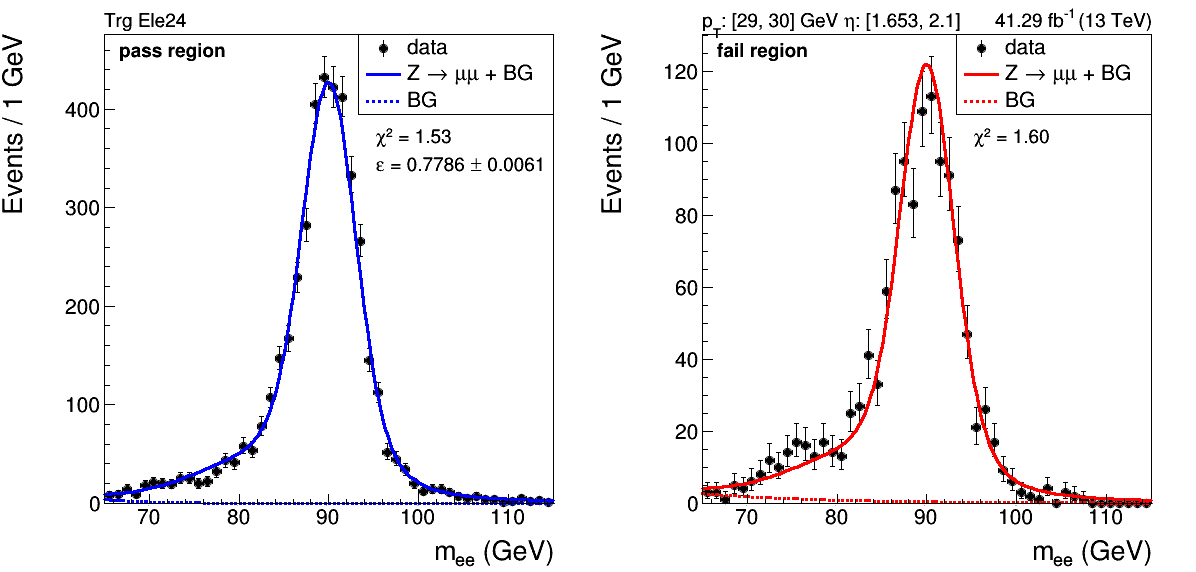 Trg Ele24
pass region
data
Z → μμ + BG
BG
χ² = 1.53
ε = 0.7786 ± 0.0061
Events / 1 GeV
400
300
200
100
0
70 80 90 100 110
m_ee (GeV)
p_T: [29, 30] GeV η: [1.653, 2.1] 41.29 fb⁻¹ (13 TeV)
fail region
data
Z → μμ + BG
BG
χ² = 1.60
Events / 1 GeV
120
100
80
60
40
20
0
70 80 90 100 110
m_ee (GeV)